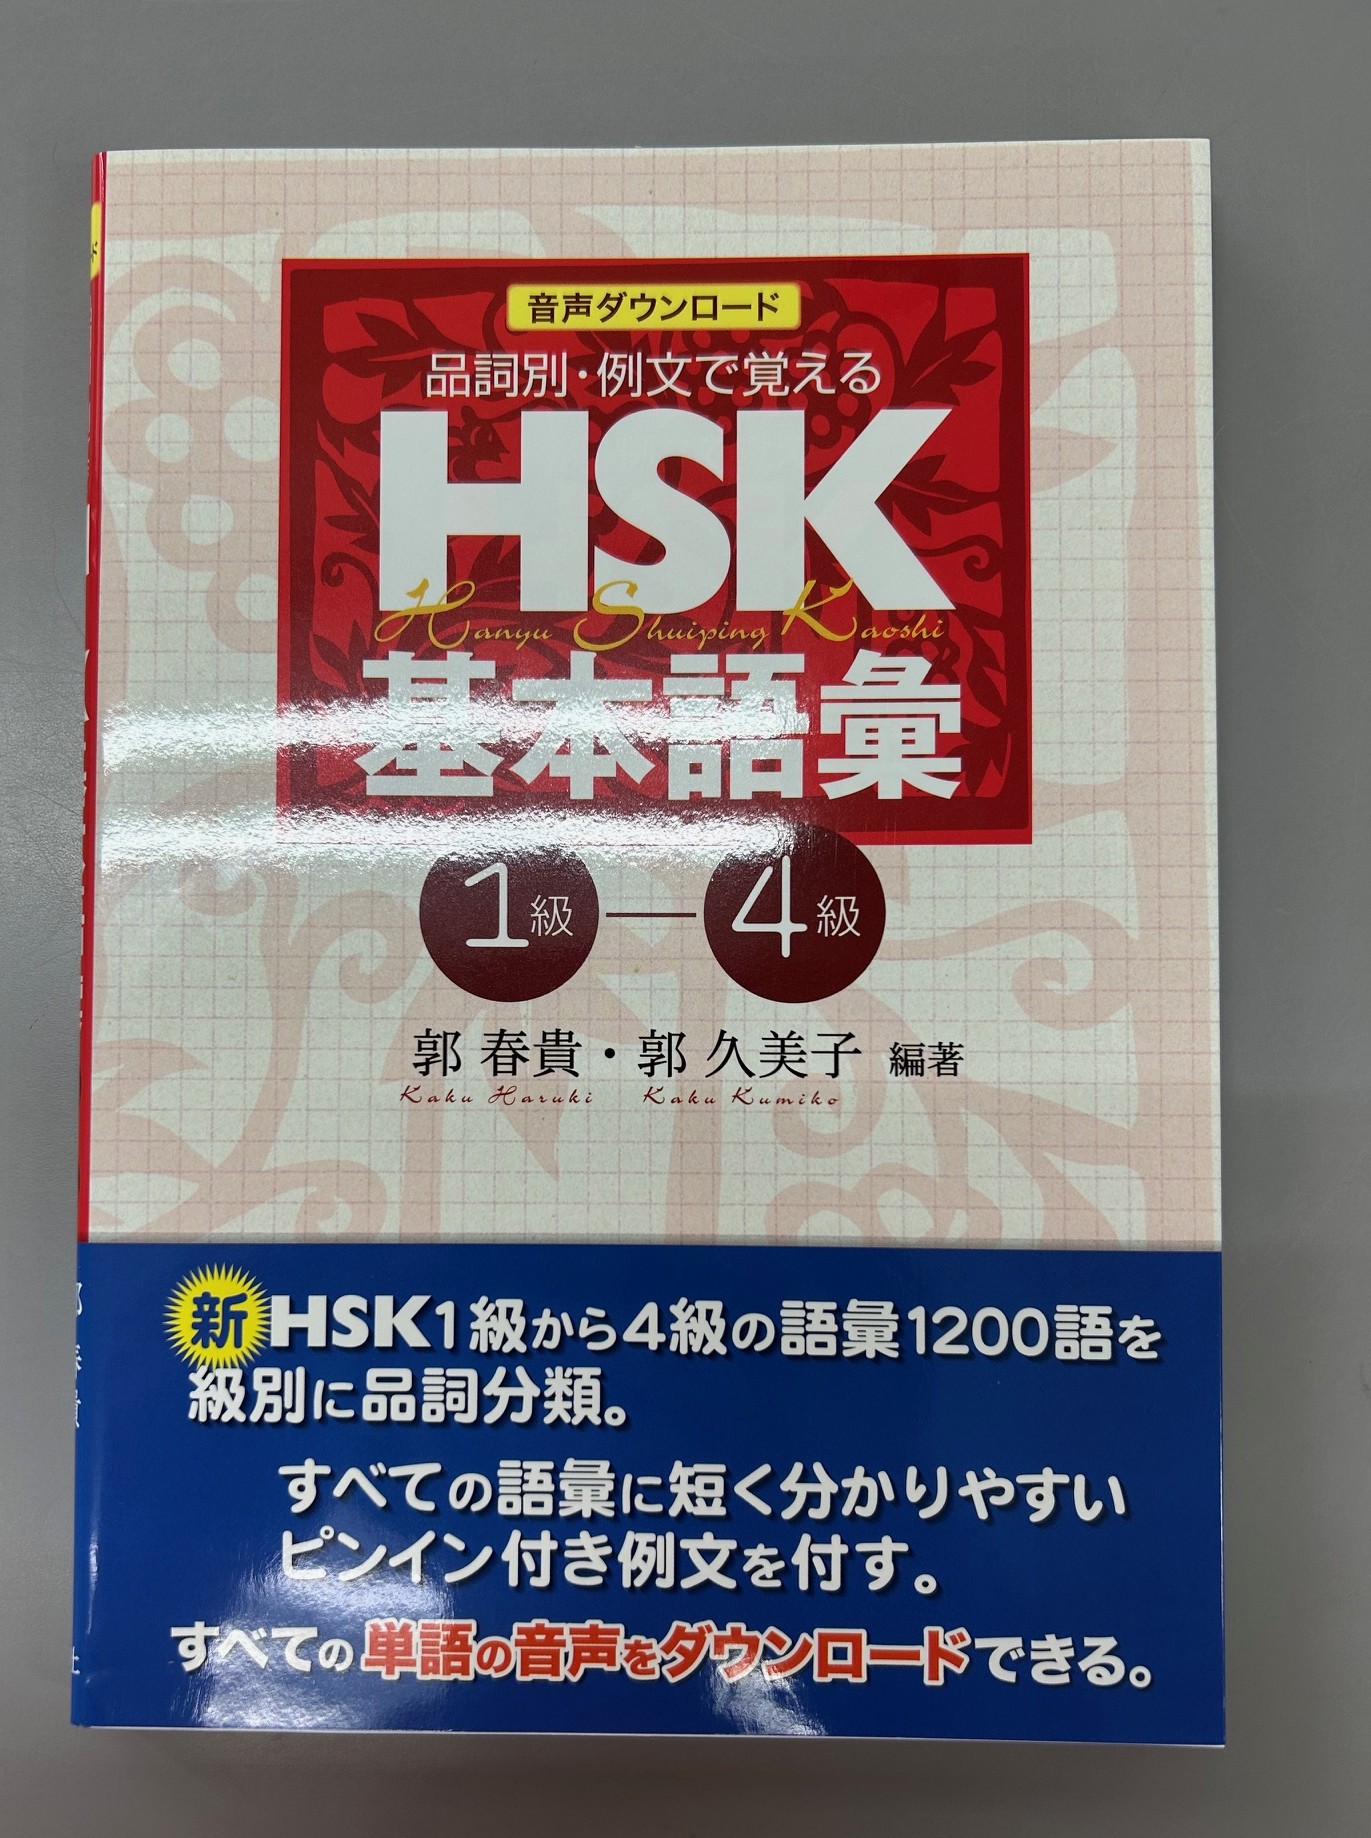 音声ダウンロード
品詞別・例文で覚える
HSK
Hanyu Shuiping Kaoshi
基本語彙
1級―4級
郭 春貴・郭 久美子 編著
Kaku Haruki Kaku Kumiko
新HSK1級から4級の語彙1200語を
級別に品詞分類。
すべての語彙に短く分かりやすい
ピンイン付き例文を付す。
すべての単語の音声をダウンロードできる。